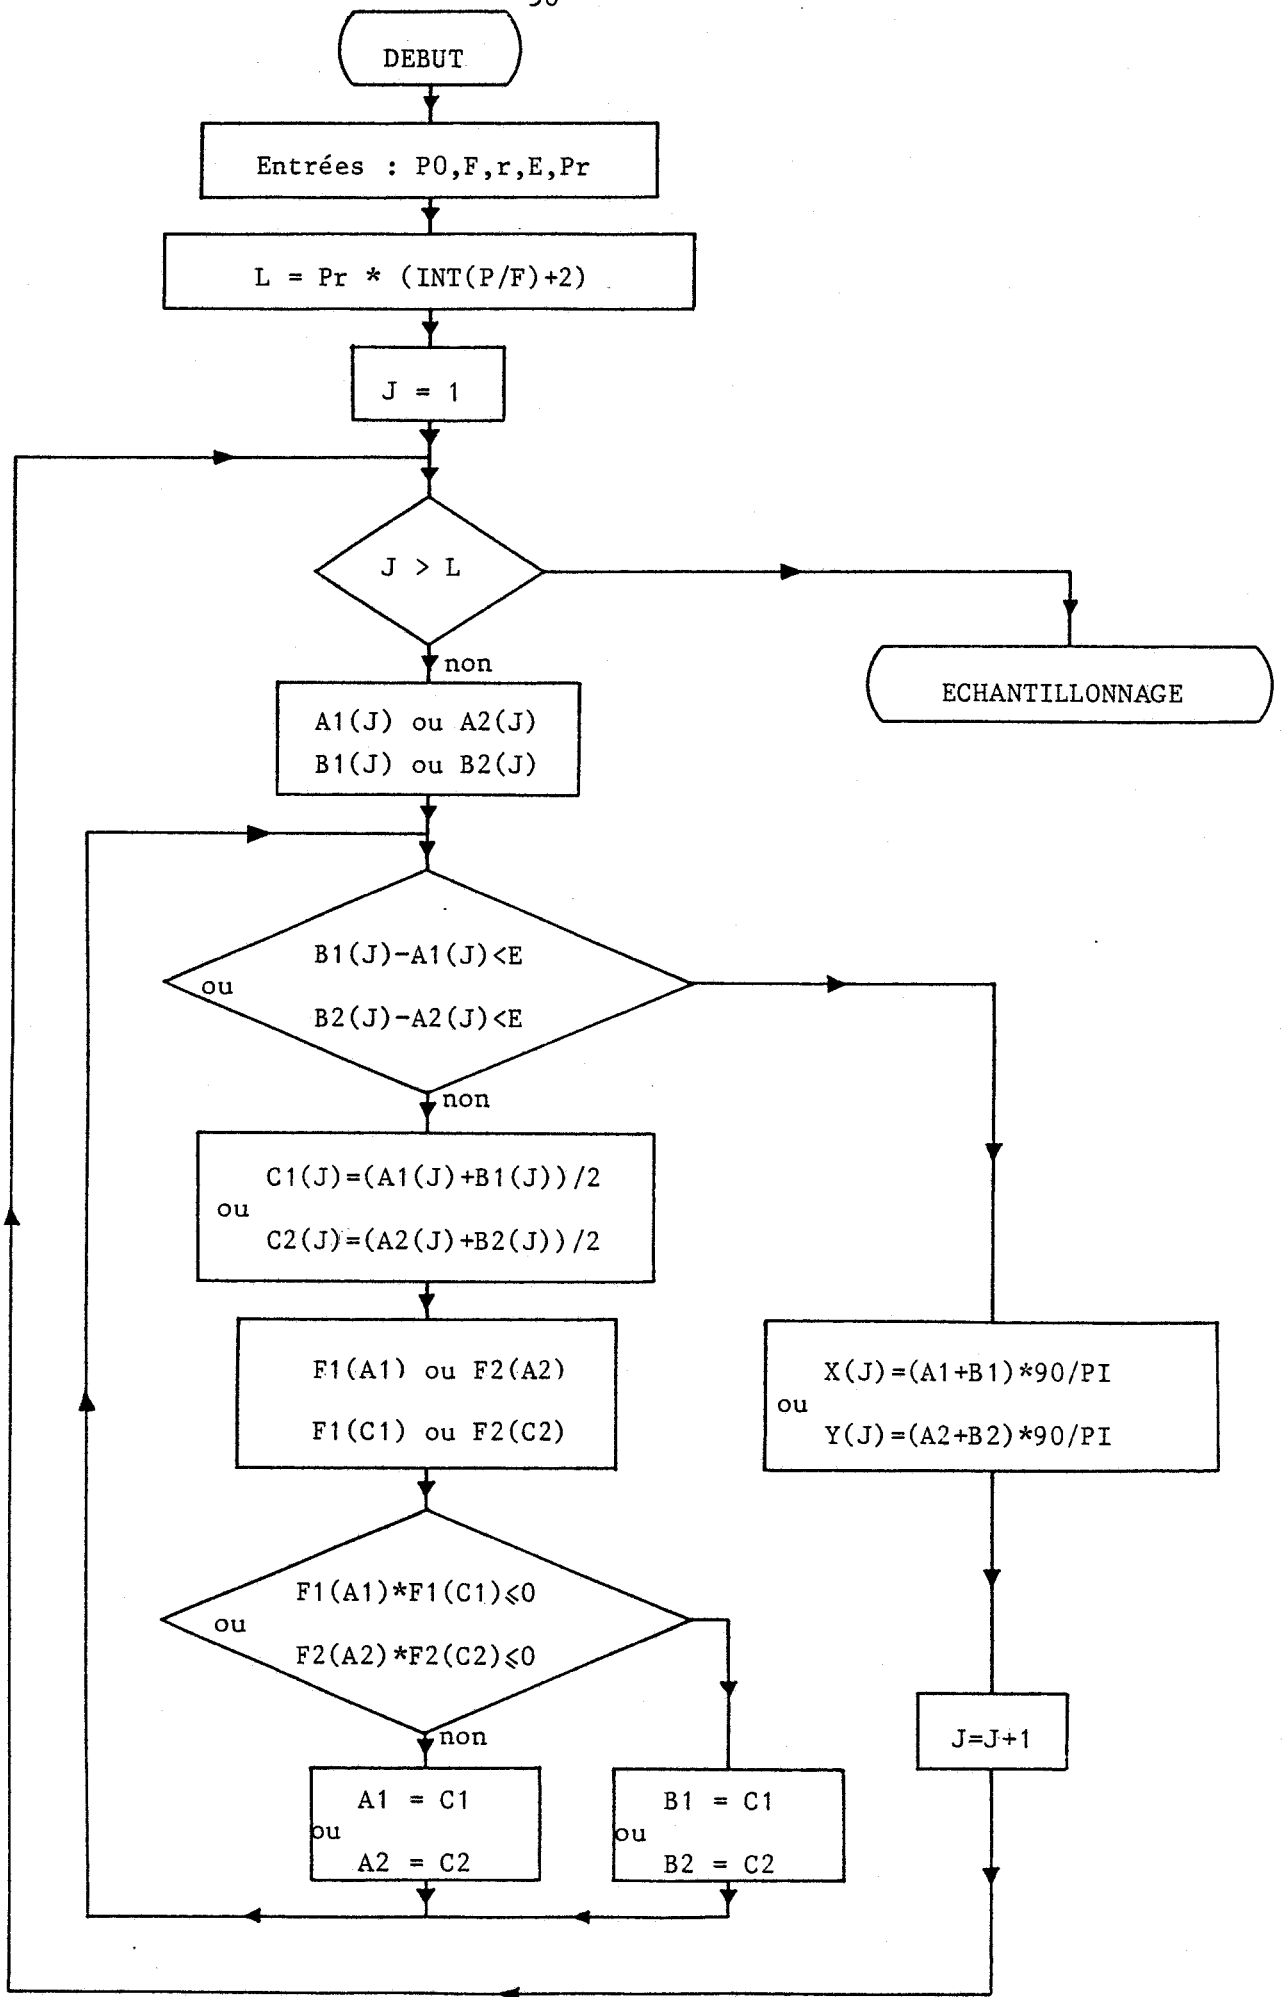 DEBUT
Entrées : P0,F,r,E,Pr
L = Pr * (INT(P/F)+2)
J = 1
J > L
non
ECHANTILLONNAGE
A1(J) ou A2(J)
B1(J) ou B2(J)
B1(J)-A1(J)<E
ou
B2(J)-A2(J)<E
non
C1(J)=(A1(J)+B1(J))/2
ou
C2(J)=(A2(J)+B2(J))/2
F1(A1) ou F2(A2)
F1(C1) ou F2(C2)
X(J)=(A1+B1)*90/PI
ou
Y(J)=(A2+B2)*90/PI
F1(A1)*F1(C1)⩽0
ou
F2(A2)*F2(C2)⩽0
non
J=J+1
A1 = C1
ou
A2 = C2
B1 = C1
ou
B2 = C2